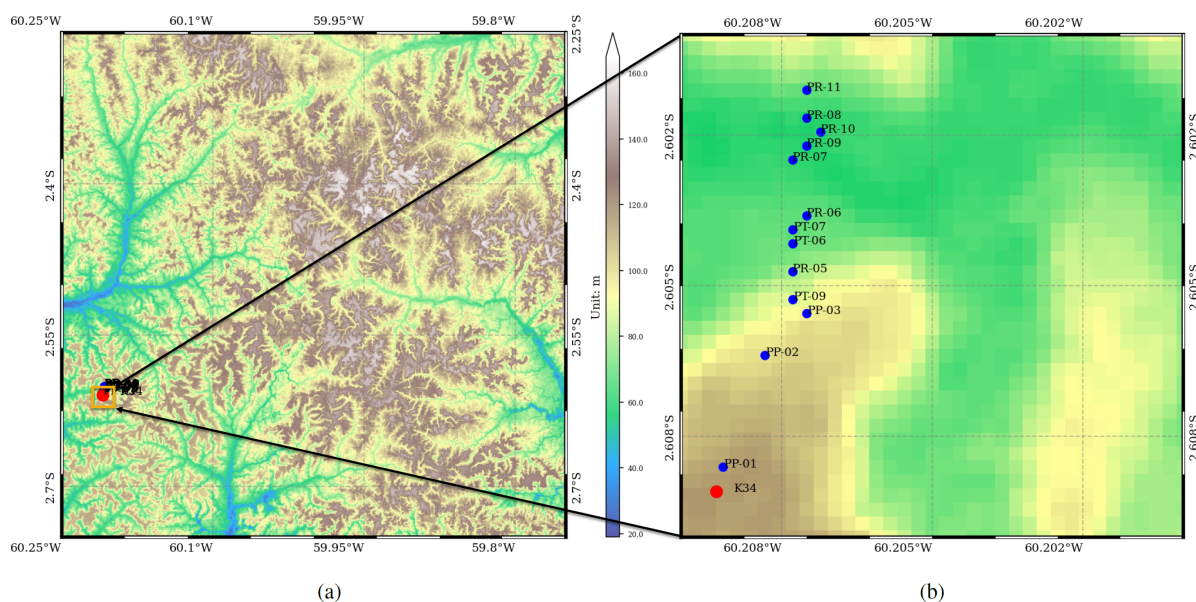 60.25°W 60.1°W 59.95°W 59.8°W
2.25°S
2.4°S 2.4°S
2.55°S 2.55°S
2.7°S 2.7°S
K34
60.25°W 60.1°W 59.95°W 59.8°W
160.0
140.0
120.0
100.0
80.0
60.0
40.0
20.0
Unit: m
(a)
60.208°W 60.205°W 60.202°W
PR-11
PR-08
PR-10
PR-09
PR-07
PR-06
PT-07
PT-06
PR-05
PT-09
PP-03
PP-02
PP-01
K34
2.602°S 2.602°S
2.605°S 2.605°S
2.608°S 2.608°S
60.208°W 60.205°W 60.202°W
(b)